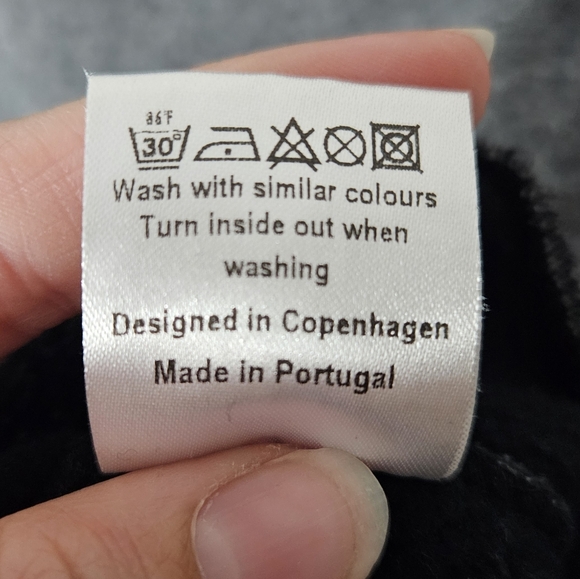 86°F
30°
Wash with similar colours
Turn inside out when
washing
Designed in Copenhagen
Made in Portugal